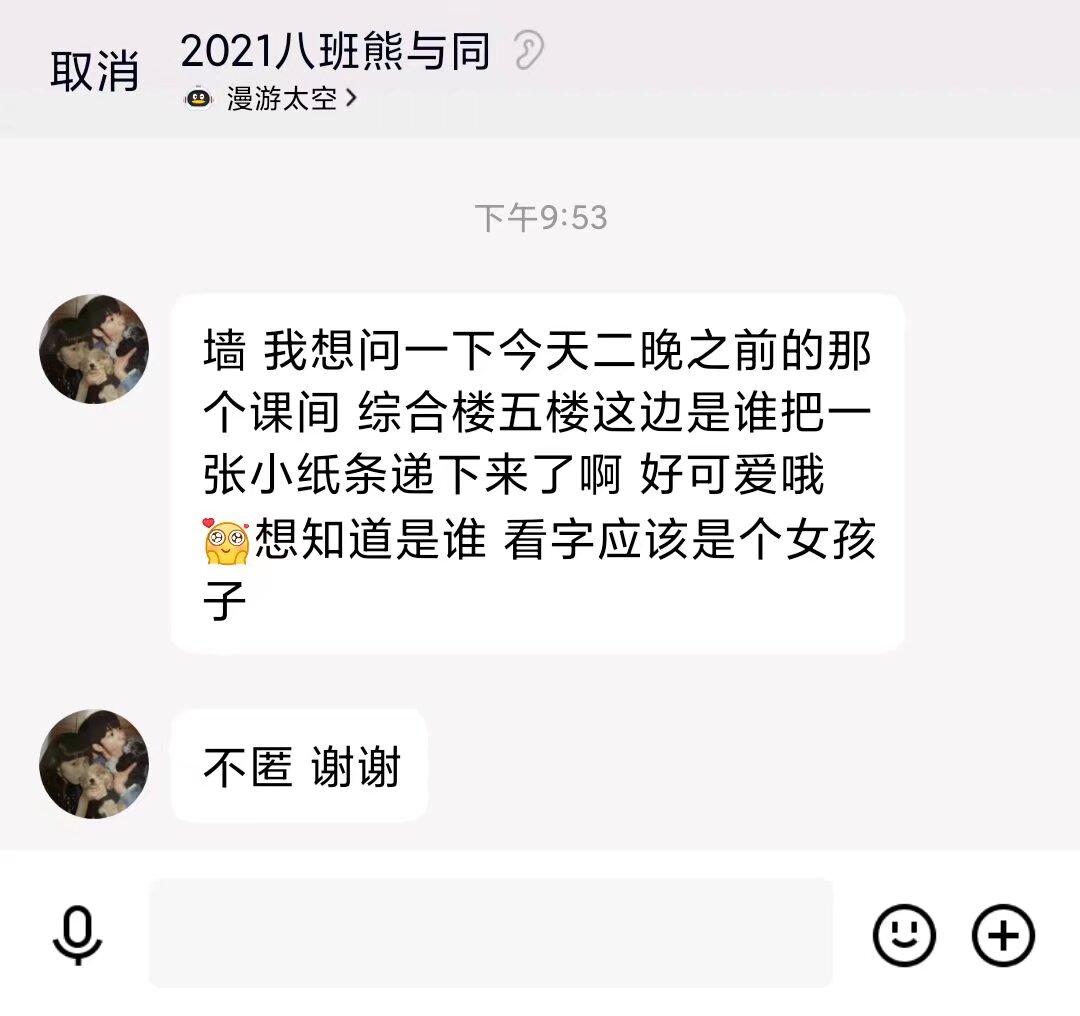 取消
2021八班熊与同
漫游太空
下午9:53
墙 我想问一下今天二晚之前的那
个课间 综合楼五楼这边是谁把一
张小纸条递下来了啊 好可爱哦
想知道是谁 看字应该是个女孩
子
不匿 谢谢